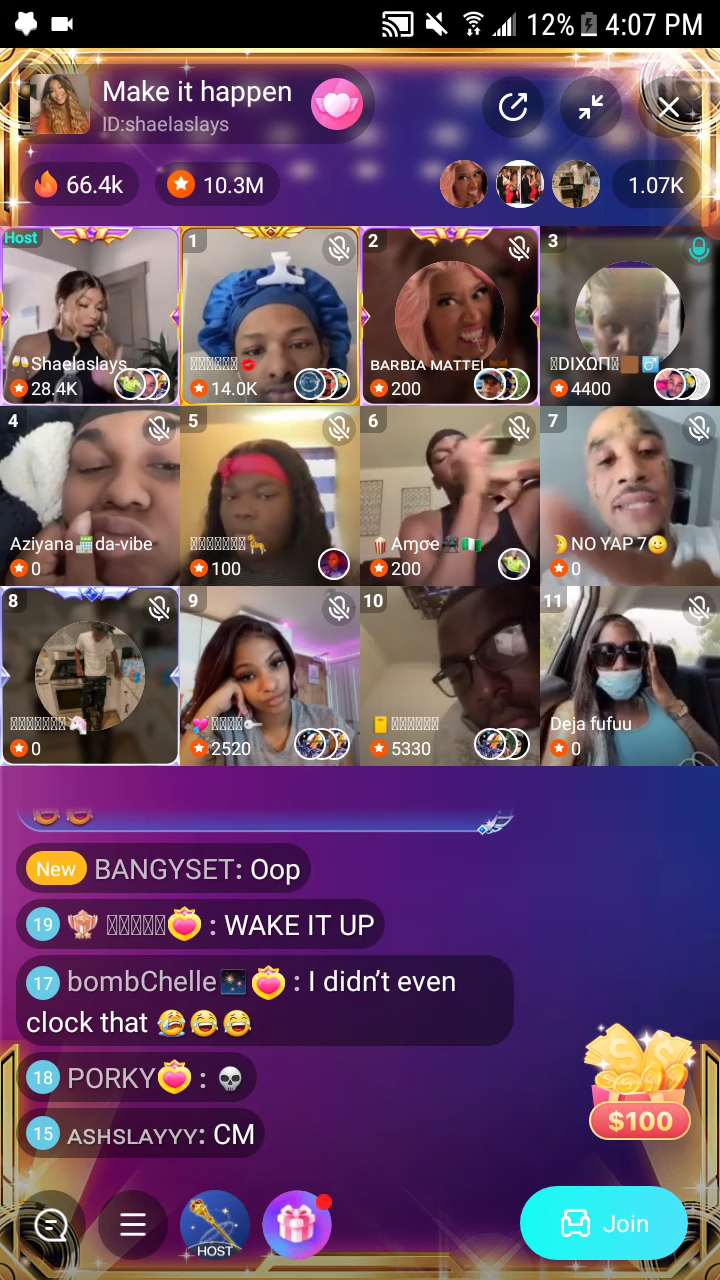 12% 4:07 PM
Make it happen
ID:shaelaslays
66.4k 10.3M 1.07K
Host 1 2 3
🥂Shaelaslays 💋 BARBIA MATTEL
28.4K 14.0K 200 4400
4 5 6 7
Aziyana🏧da-vibe 🐆 🍿Aɱσe🇳🇬 🌛NO YAP 7🌝
0 100 200 0
8 9 10 11
🦄 💘 🗝 📒 Deja fufuu
0 2520 5330 0
New BANGYSET: Oop
19 : WAKE IT UP
17 bombChelle🎆 : I didn't even
clock that 😭😂😂
18 PORKY : 💀
15 ASHSLAYYY: CM
$100
HOST
Join